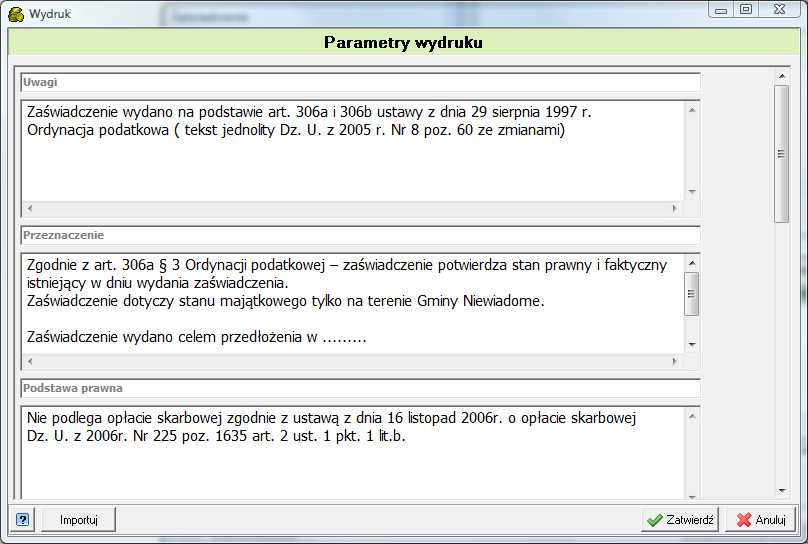 Wydruk
Parametry wydruku
Uwagi
Zaświadczenie wydano na podstawie art. 306a i 306b ustawy z dnia 29 sierpnia 1997 r.
Ordynacja podatkowa ( tekst jednolity Dz. U. z 2005 r. Nr 8 poz. 60 ze zmianami)
Przeznaczenie
Zgodnie z art. 306a § 3 Ordynacji podatkowej – zaświadczenie potwierdza stan prawny i faktyczny
istniejący w dniu wydania zaświadczenia.
Zaświadczenie dotyczy stanu majątkowego tylko na terenie Gminy Niewiadome.
Zaświadczenie wydano celem przedłożenia w .........
Podstawa prawna
Nie podlega opłacie skarbowej zgodnie z ustawą z dnia 16 listopad 2006r. o opłacie skarbowej
Dz. U. z 2006r. Nr 225 poz. 1635 art. 2 ust. 1 pkt. 1 lit.b.
? Importuj Zatwierdź Anuluj